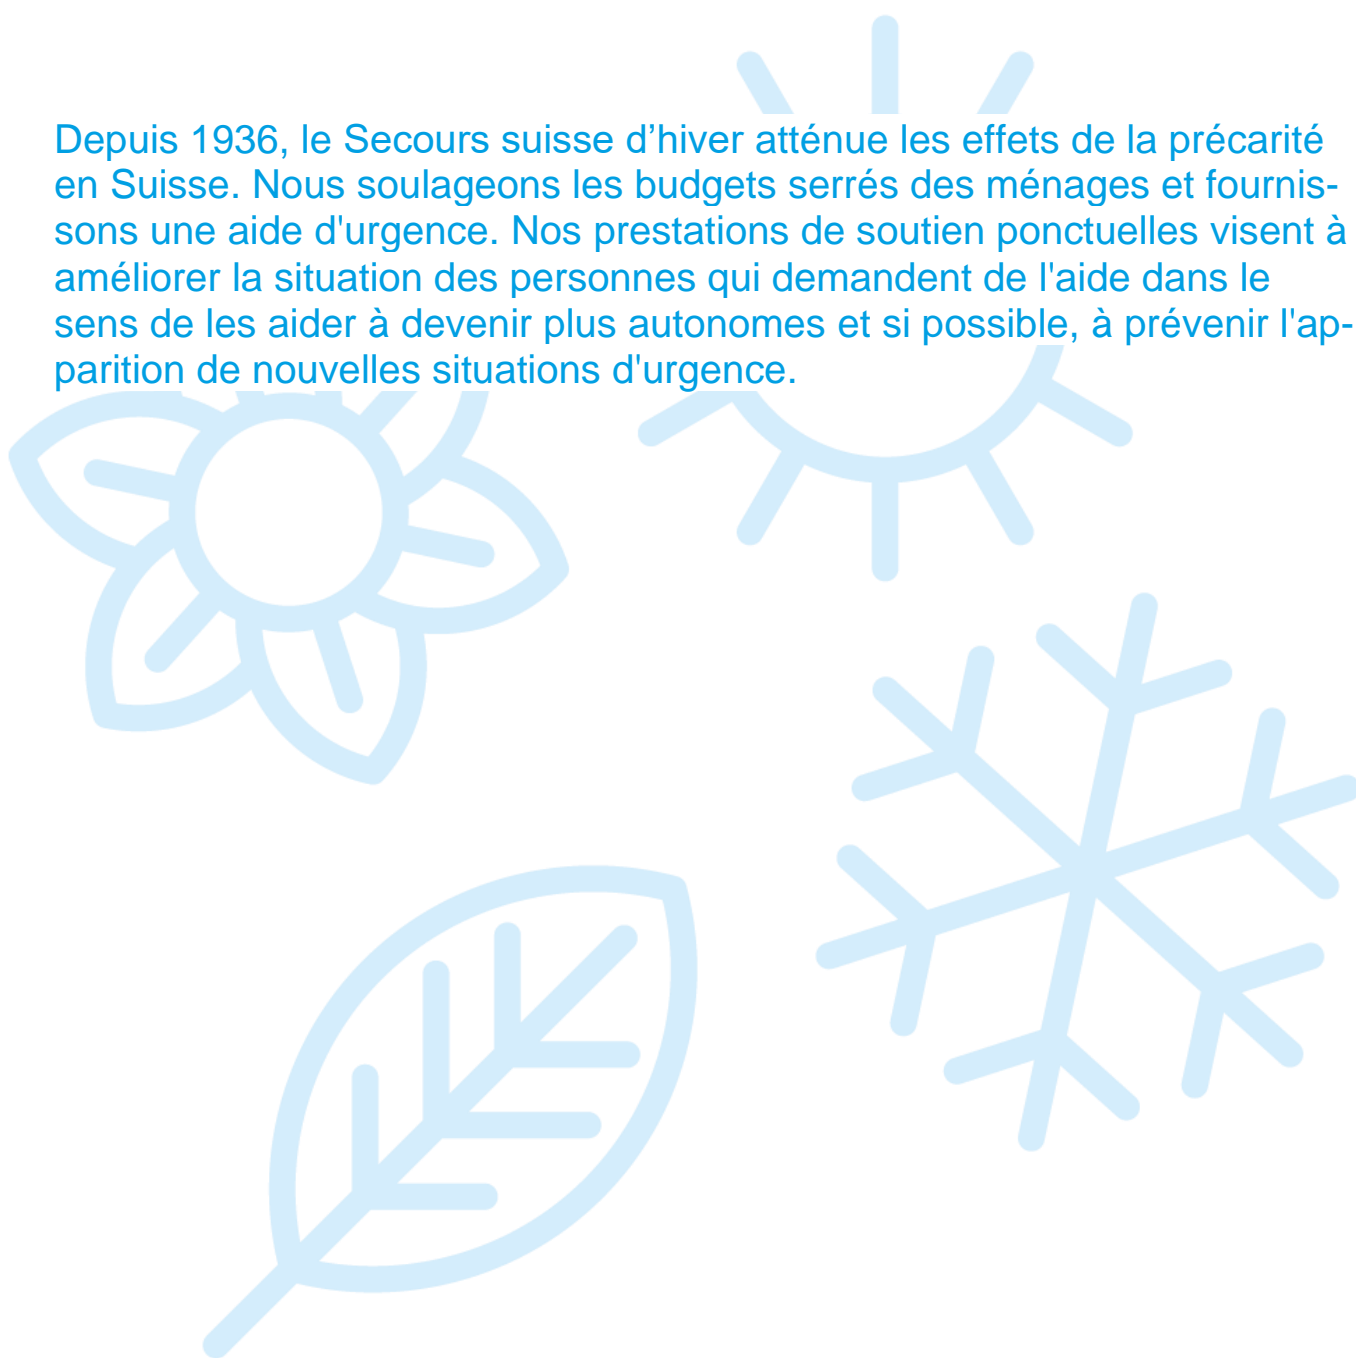 Depuis 1936, le Secours suisse d’hiver atténue les effets de la précarité
en Suisse. Nous soulageons les budgets serrés des ménages et fournis-
sons une aide d'urgence. Nos prestations de soutien ponctuelles visent à
améliorer la situation des personnes qui demandent de l'aide dans le
sens de les aider à devenir plus autonomes et si possible, à prévenir l'ap-
parition de nouvelles situations d'urgence.